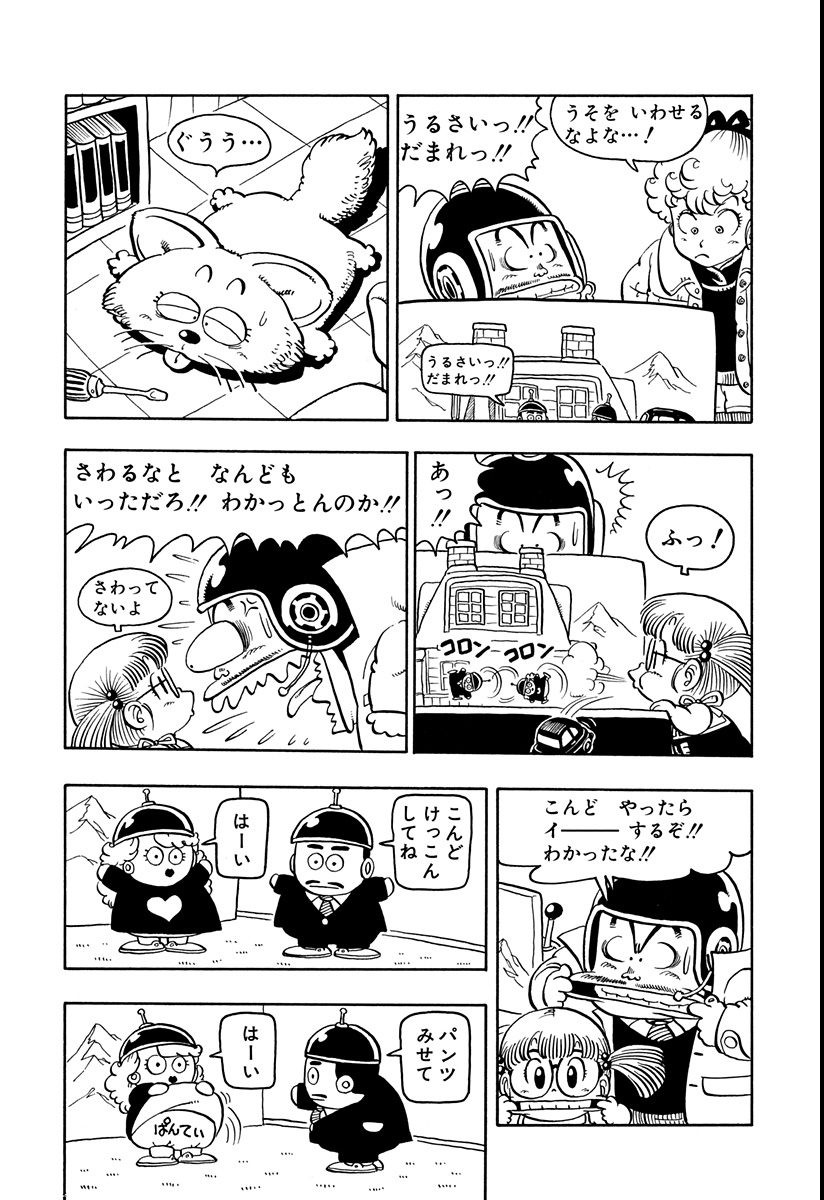 うそを いわせる
なよな…!
うるさいっ!!
だまれっ!!
うるさいっ!!
だまれっ!!
ぐうう…
ふっ!
あっ!!
コロン コロン
さわるなと なんども
いっただろ!! わかっとんのか!!
さわって
ないよ
こんど やったら
イ―――するぞ!!
わかったな!!
こんど
けっこん
してね
はーい
パンツ
みせて
はーい
ぱんてい